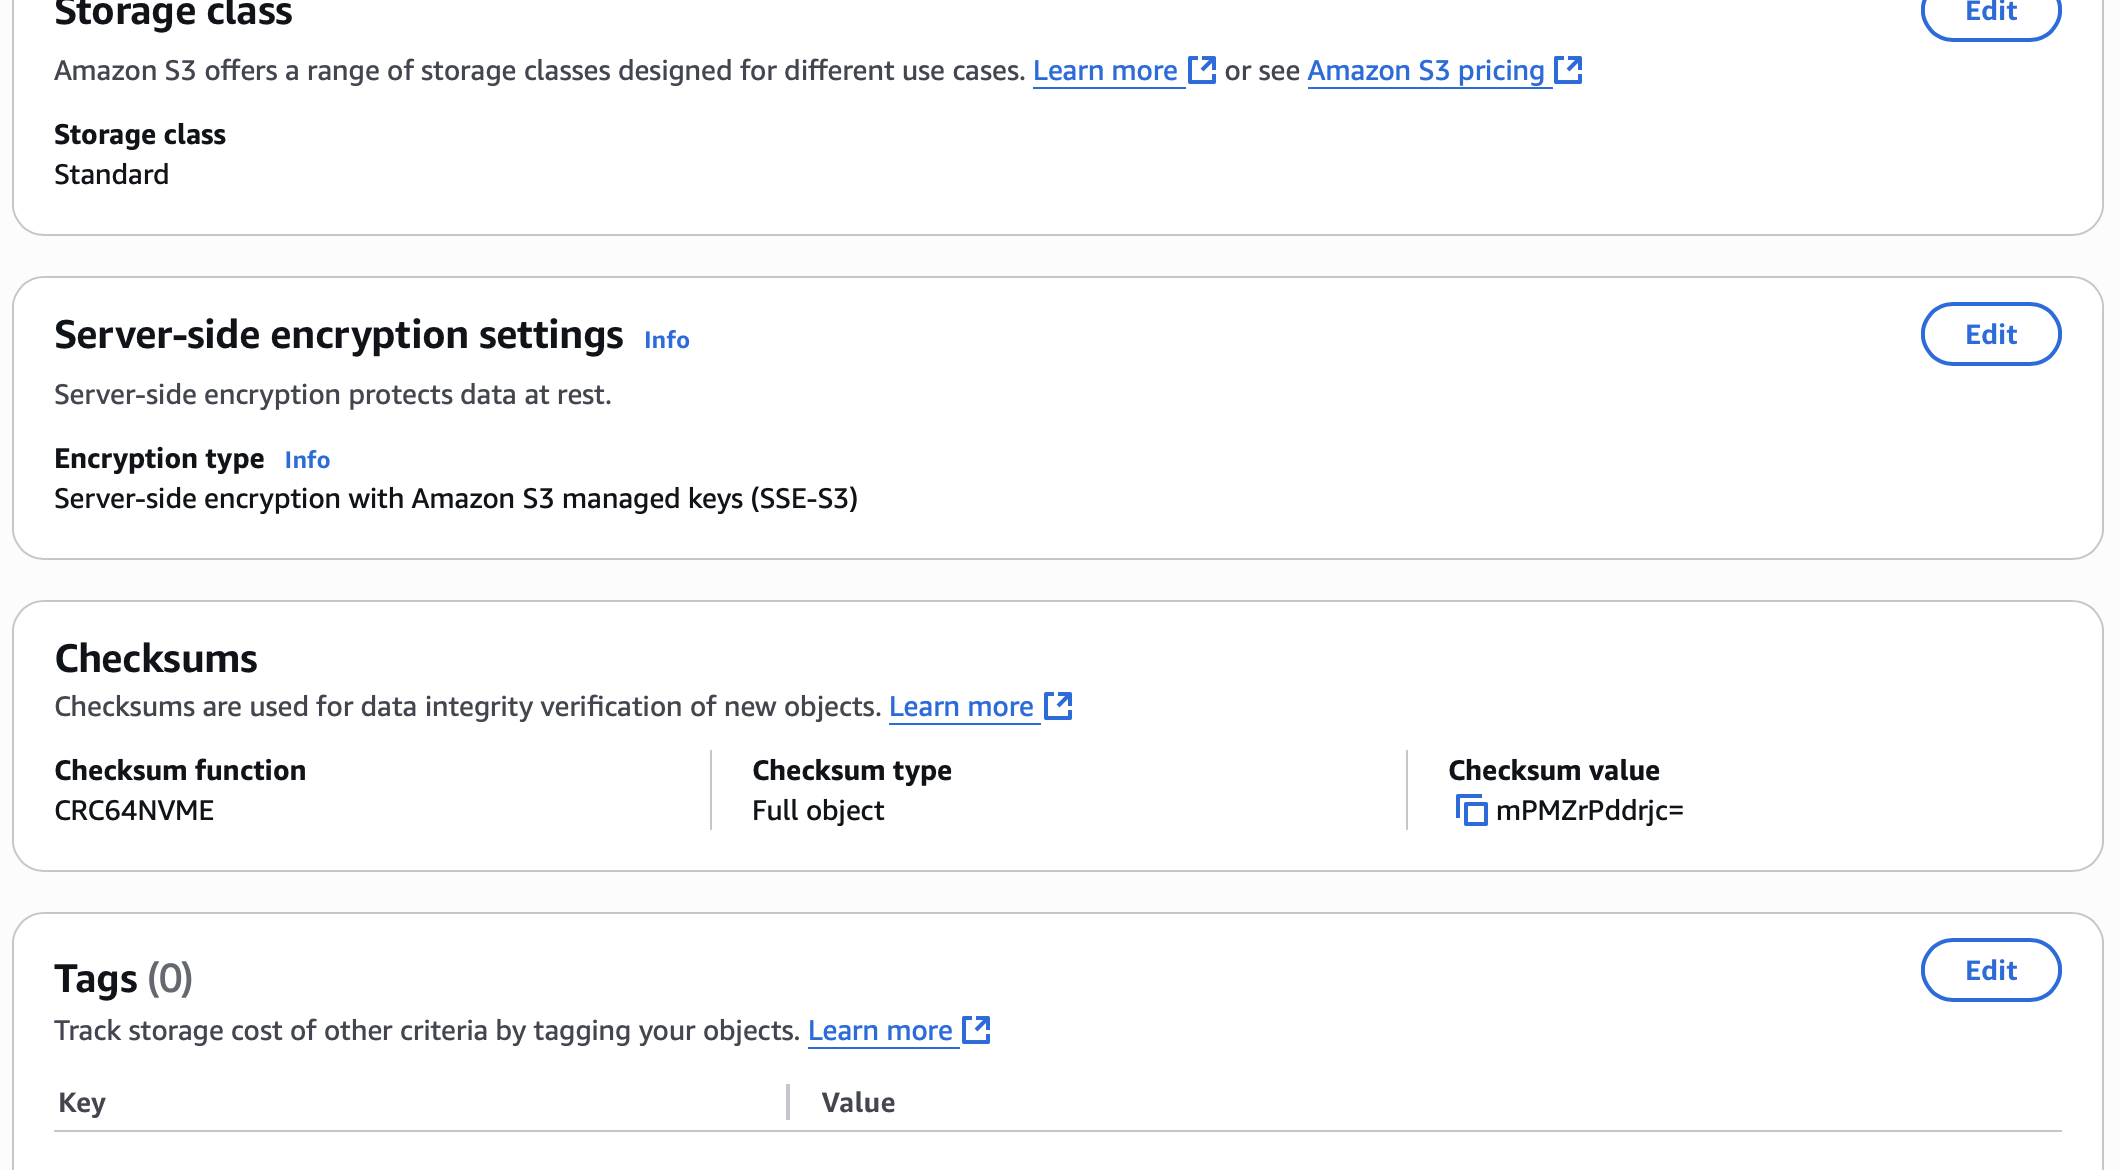 Storage class
Edit
Amazon S3 offers a range of storage classes designed for different use cases. Learn more or see Amazon S3 pricing
Storage class
Standard
Server-side encryption settings Info
Edit
Server-side encryption protects data at rest.
Encryption type Info
Server-side encryption with Amazon S3 managed keys (SSE-S3)
Checksums
Checksums are used for data integrity verification of new objects. Learn more
Checksum function
CRC64NVME
Checksum type
Full object
Checksum value
mPMZrPddrjc=
Tags (0)
Edit
Track storage cost of other criteria by tagging your objects. Learn more
Key
Value